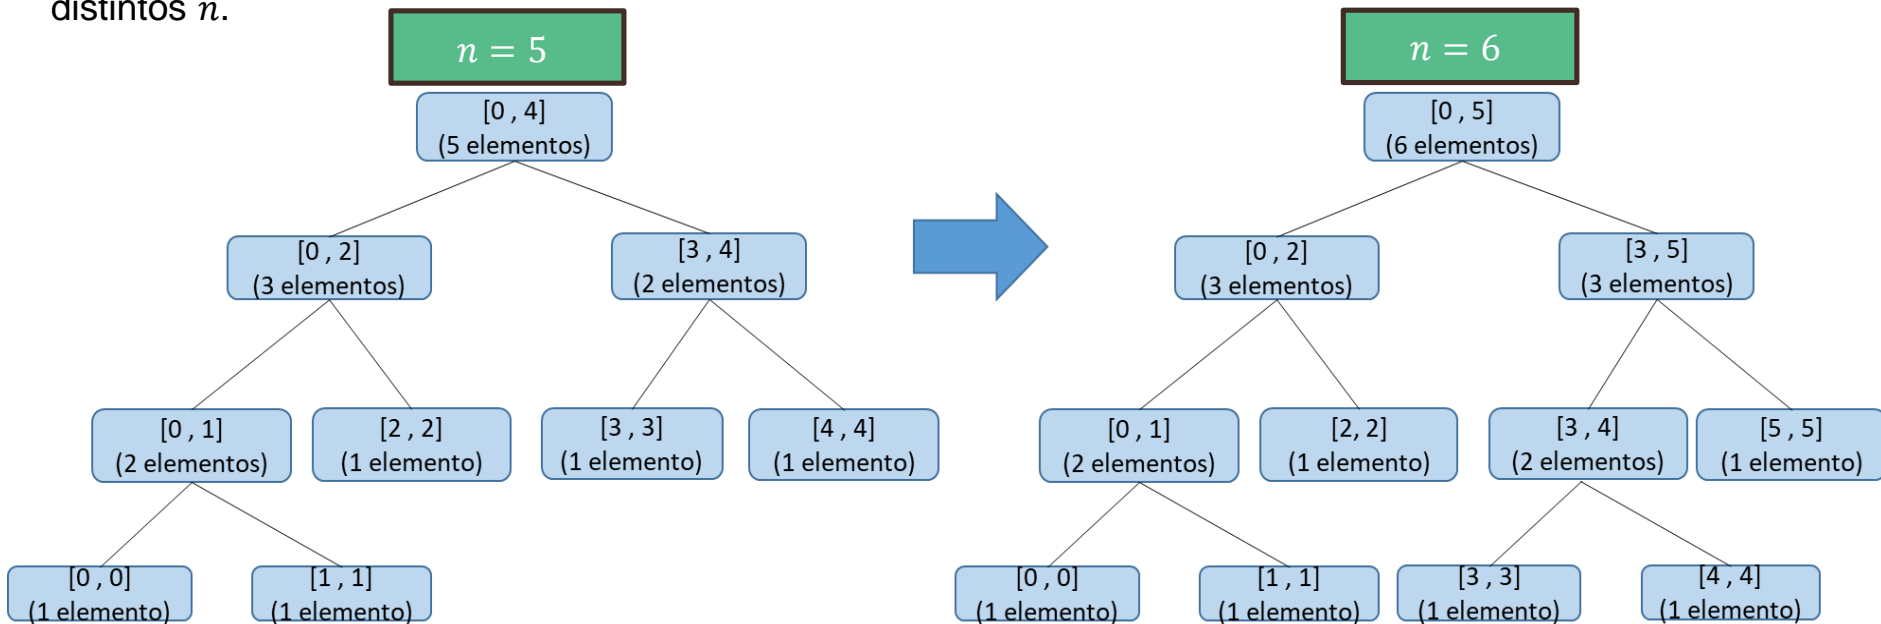 distintos n.
n = 5
[0 , 4]
(5 elementos)
[0 , 2]
(3 elementos)
[3 , 4]
(2 elementos)
[0 , 1]
(2 elementos)
[2 , 2]
(1 elemento)
[3 , 3]
(1 elemento)
[4 , 4]
(1 elemento)
[0 , 0]
(1 elemento)
[1 , 1]
(1 elemento)
n = 6
[0 , 5]
(6 elementos)
[0 , 2]
(3 elementos)
[3 , 5]
(3 elementos)
[0 , 1]
(2 elementos)
[2, 2]
(1 elemento)
[3 , 4]
(2 elementos)
[5 , 5]
(1 elemento)
[0 , 0]
(1 elemento)
[1 , 1]
(1 elemento)
[3 , 3]
(1 elemento)
[4 , 4]
(1 elemento)